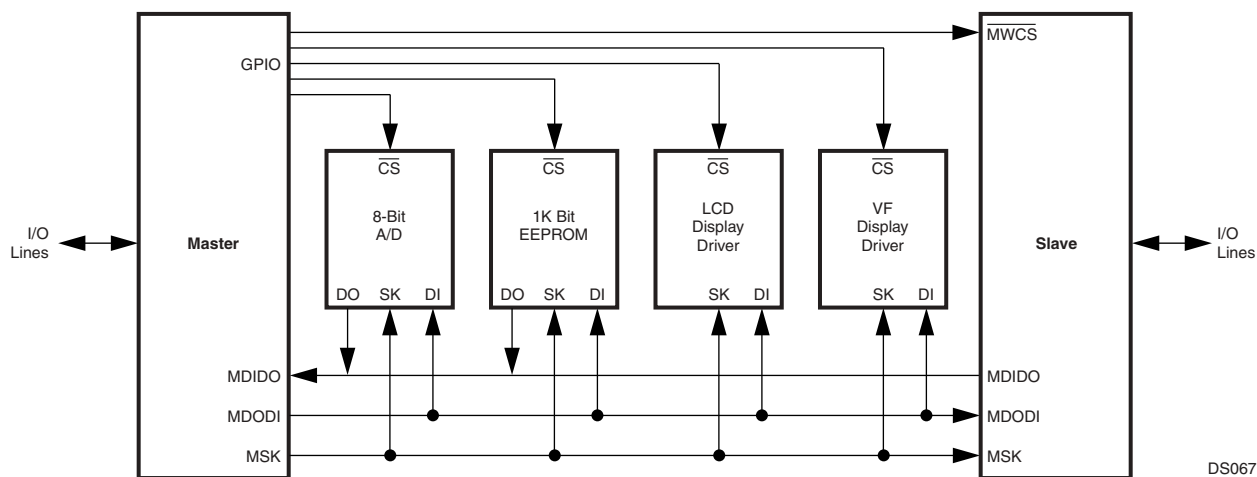 MWCS
GPIO
CS
CS
CS
CS
8-Bit
A/D
1K Bit
EEPROM
LCD
Display
Driver
VF
Display
Driver
I/O
Lines
Master
Slave
I/O
Lines
DO SK DI
DO SK DI
SK DI
SK DI
MDIDO
MDIDO
MDODI
MDODI
MSK
MSK
DS067